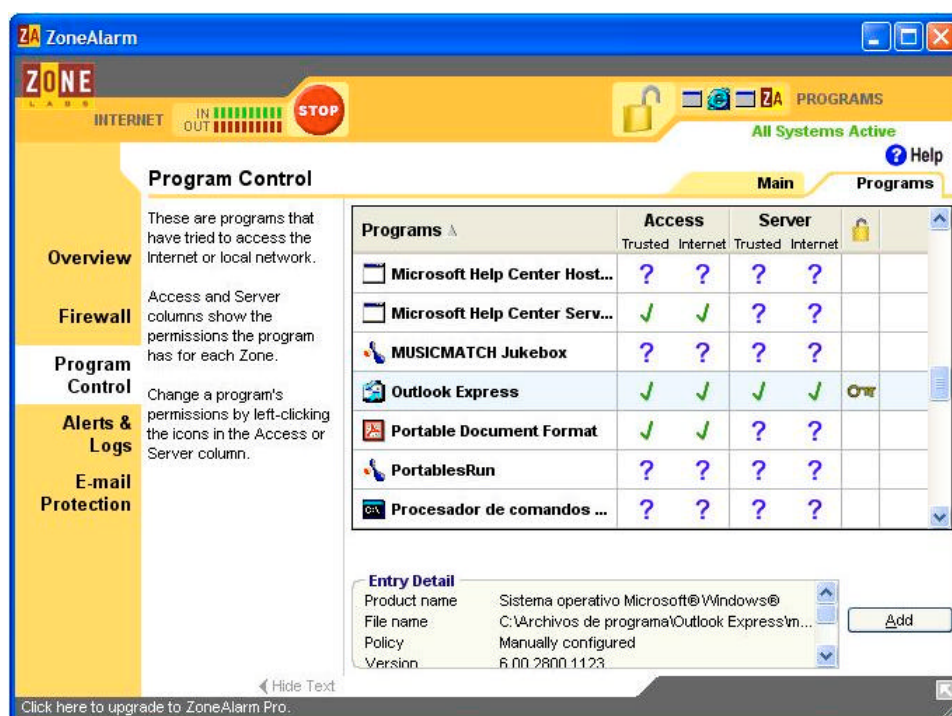 ZA ZoneAlarm
ZONE
LABS
INTERNET
IN
OUT
STOP
ZA PROGRAMS
All Systems Active
? Help
Program Control
Main
Programs
Overview
Firewall
Program
Control
Alerts &
Logs
E-mail
Protection
These are programs that
have tried to access the
Internet or local network.
Access and Server
columns show the
permissions the program
has for each Zone.
Change a program's
permissions by left-clicking
the icons in the Access or
Server column.
Programs Access Server
Trusted Internet Trusted Internet
Microsoft Help Center Host... ? ? ? ?
Microsoft Help Center Serv... √ √ ? ?
MUSICMATCH Jukebox ? ? ? ?
Outlook Express √ √ √ √
Portable Document Format √ √ ? ?
PortablesRun ? ? ? ?
Procesador de comandos ... ? ? ? ?
Entry Detail
Product name Sistema operativo Microsoft® Windows®
File name C:\Archivos de programa\Outlook Express\m...
Policy Manually configured
Version 6.00.2800.1123
Add
Hide Text
Click here to upgrade to ZoneAlarm Pro.